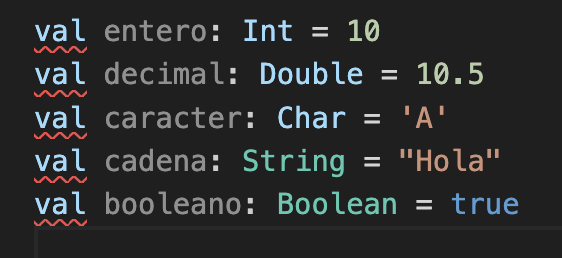 val entero: Int = 10
val decimal: Double = 10.5
val caracter: Char = 'A'
val cadena: String = "Hola"
val booleano: Boolean = true